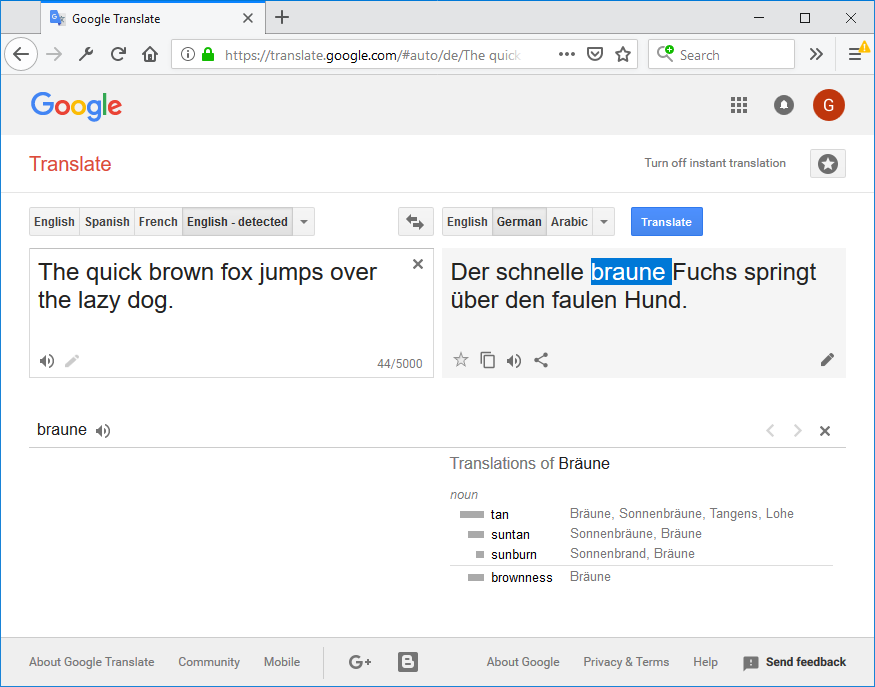 Google Translate
https://translate.google.com/#auto/de/The quick
Search
Google
G
Translate
Turn off instant translation
English Spanish French English - detected
English German Arabic Translate
The quick brown fox jumps over
the lazy dog.
44/5000
Der schnelle braune Fuchs springt
über den faulen Hund.
braune
Translations of Bräune
noun
tan Bräune, Sonnenbräune, Tangens, Lohe
suntan Sonnenbräune, Bräune
sunburn Sonnenbrand, Bräune
brownness Bräune
About Google Translate Community Mobile G+ About Google Privacy & Terms Help Send feedback